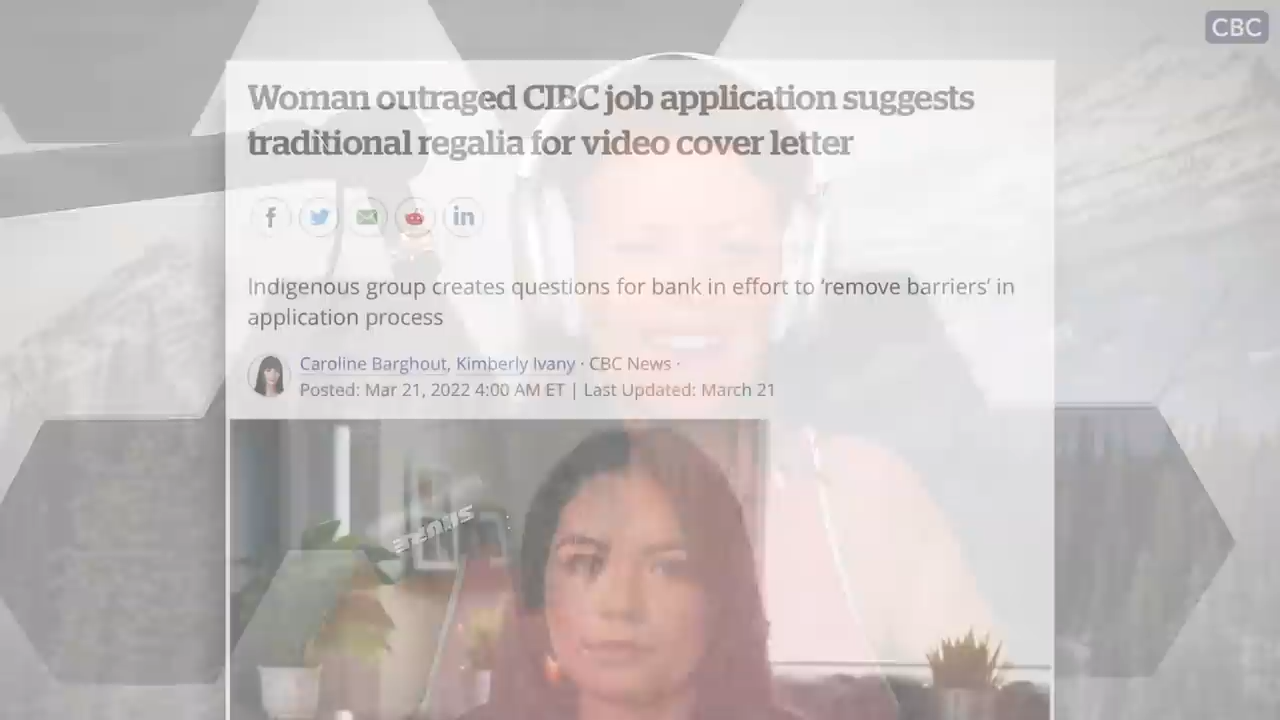 CBC
Woman outraged CIBC job application suggests
traditional regalia for video cover letter
Indigenous group creates questions for bank in effort to 'remove barriers' in
application process
Caroline Barghout, Kimberly Ivany · CBC News ·
Posted: Mar 21, 2022 4:00 AM ET | Last Updated: March 21
SHURE